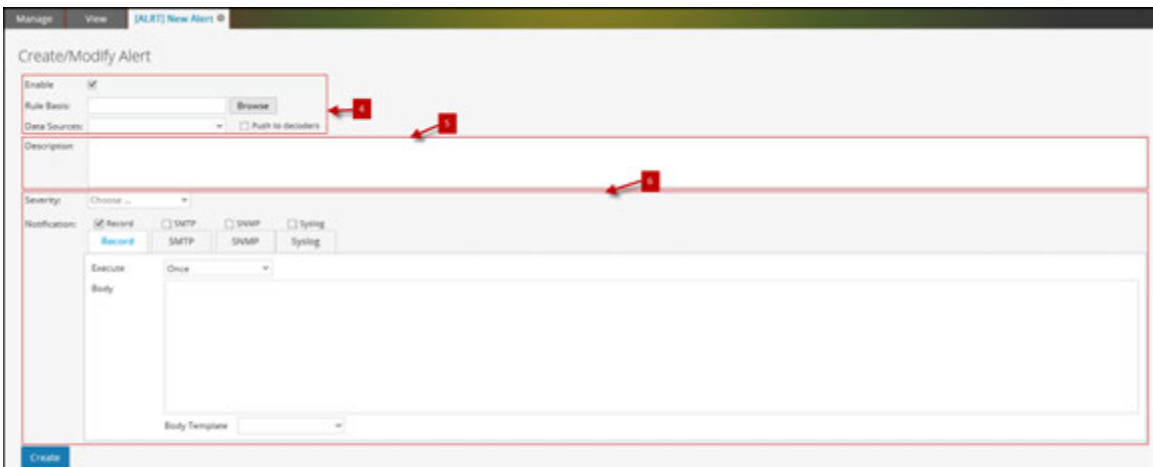 Manage View [ALRT] New Alert
Create/Modify Alert
Enable
Rule Basis: Browse
4
Data Sources: Push to decoders
5
Description
6
Severity: Choose ...
Notification: Record SMTP SNMP Syslog
Record SMTP SNMP Syslog
Execute Once
Body
Body Template
Create